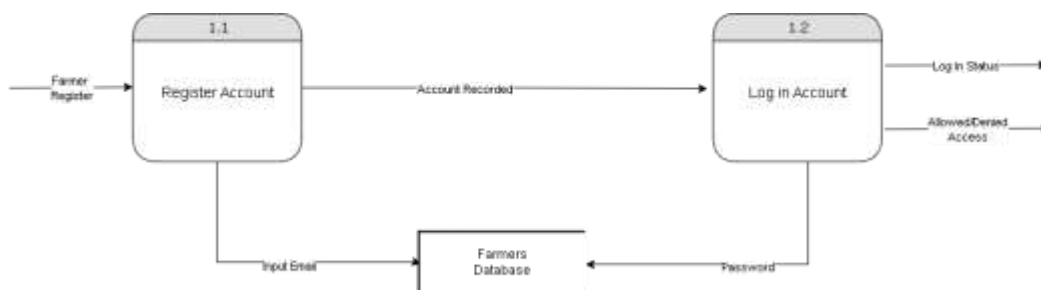 1.1
1.2
Farmer
Register
Register Account
Account Recorded
Log in Account
Log In Status
Allowed/Denied
Access
Input Email
Farmers
Database
Password